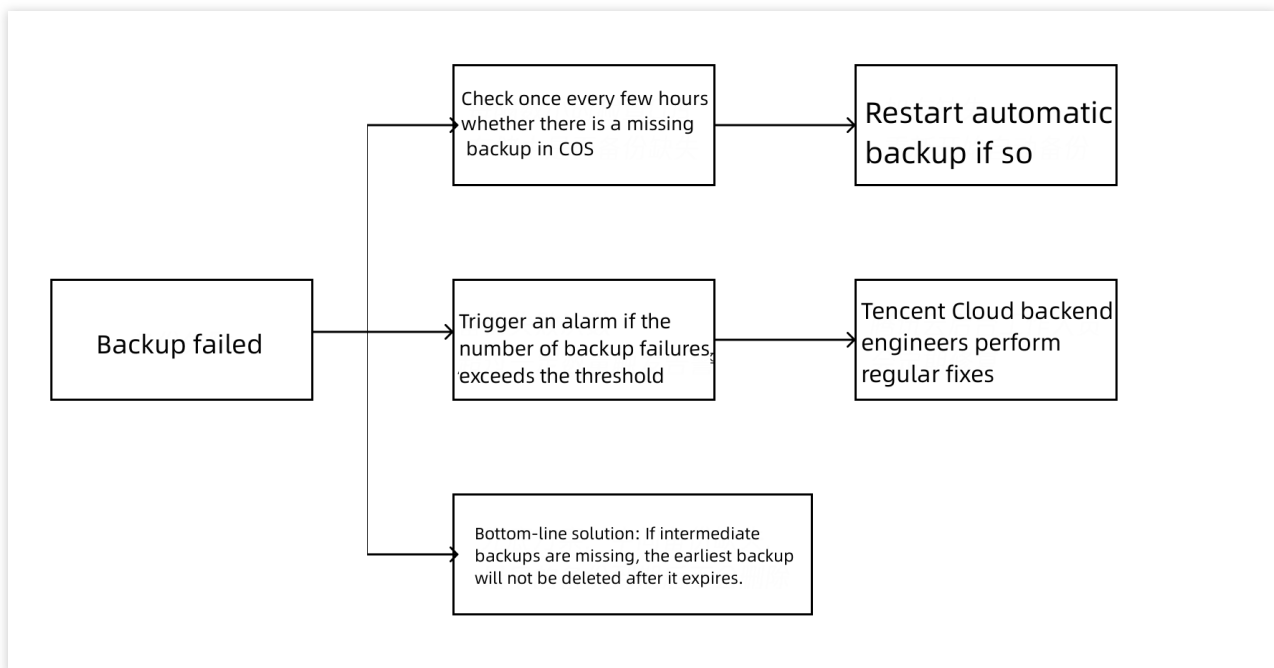 Check once every few hours
whether there is a missing
backup in COS
Restart automatic
backup if so
Backup failed
Trigger an alarm if the
number of backup failures
exceeds the threshold
Tencent Cloud backend
engineers perform
regular fixes
Bottom-line solution: If intermediate
backups are missing, the earliest backup
will not be deleted after it expires.